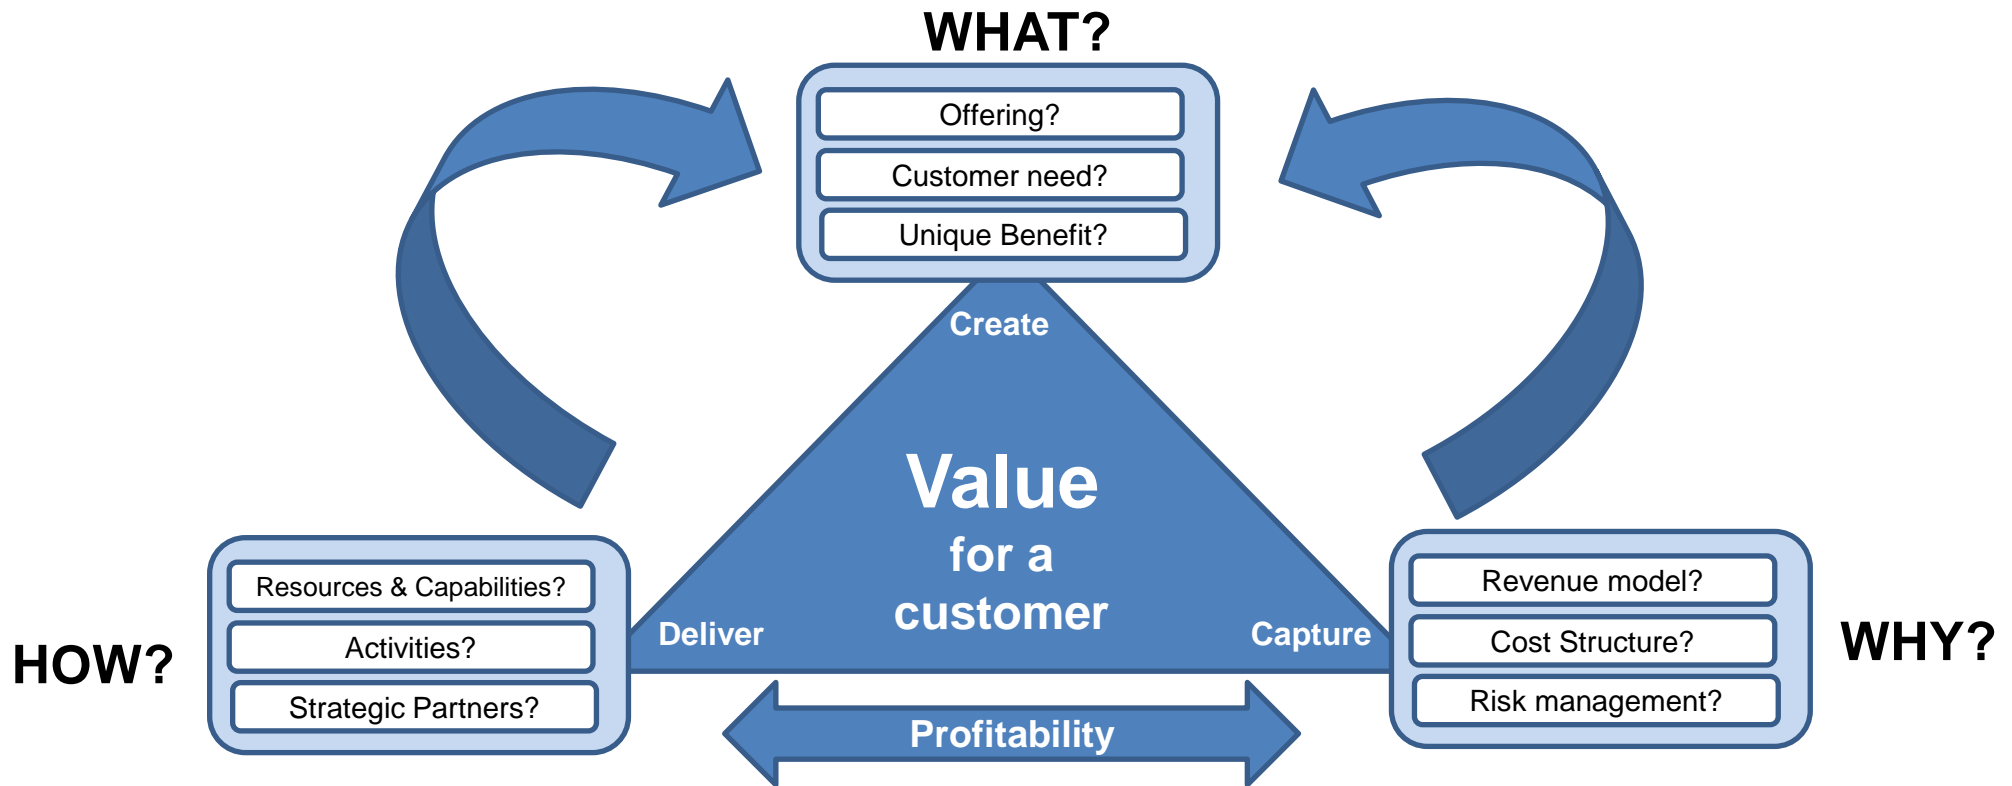 WHAT?
Offering?
Customer need?
Unique Benefit?
Create
Value
for a
customer
Deliver
Capture
HOW?
Resources & Capabilities?
Activities?
Strategic Partners?
Revenue model?
Cost Structure?
Risk management?
WHY?
Profitability